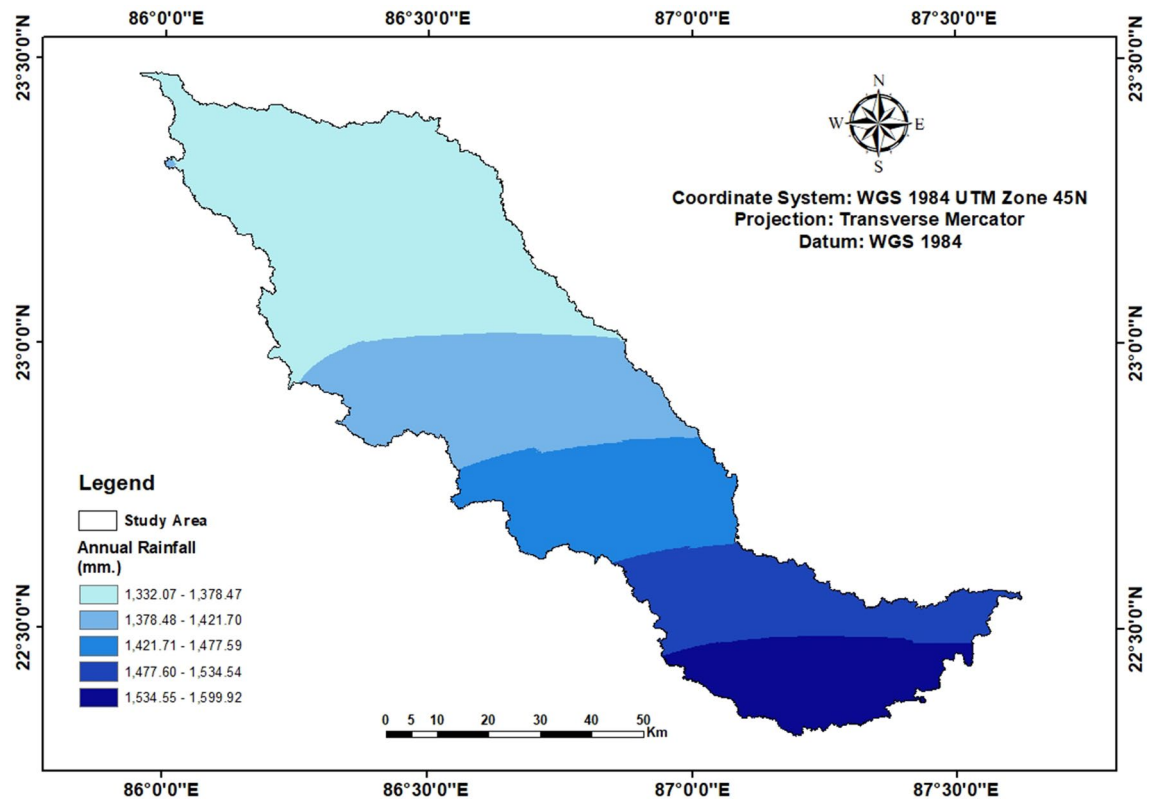 86°0'0"E 86°30'0"E 87°0'0"E 87°30'0"E
23°30'0"N
23°30'0"N
N
W E
S
Coordinate System: WGS 1984 UTM Zone 45N
Projection: Transverse Mercator
Datum: WGS 1984
23°0'0"N
23°0'0"N
Legend
Study Area
Annual Rainfall
(mm.)
1,332.07 - 1,378.47
1,378.48 - 1,421.70
1,421.71 - 1,477.59
1,477.60 - 1,534.54
1,534.55 - 1,599.92
22°30'0"N
22°30'0"N
0 5 10 20 30 40 50
Km
86°0'0"E 86°30'0"E 87°0'0"E 87°30'0"E